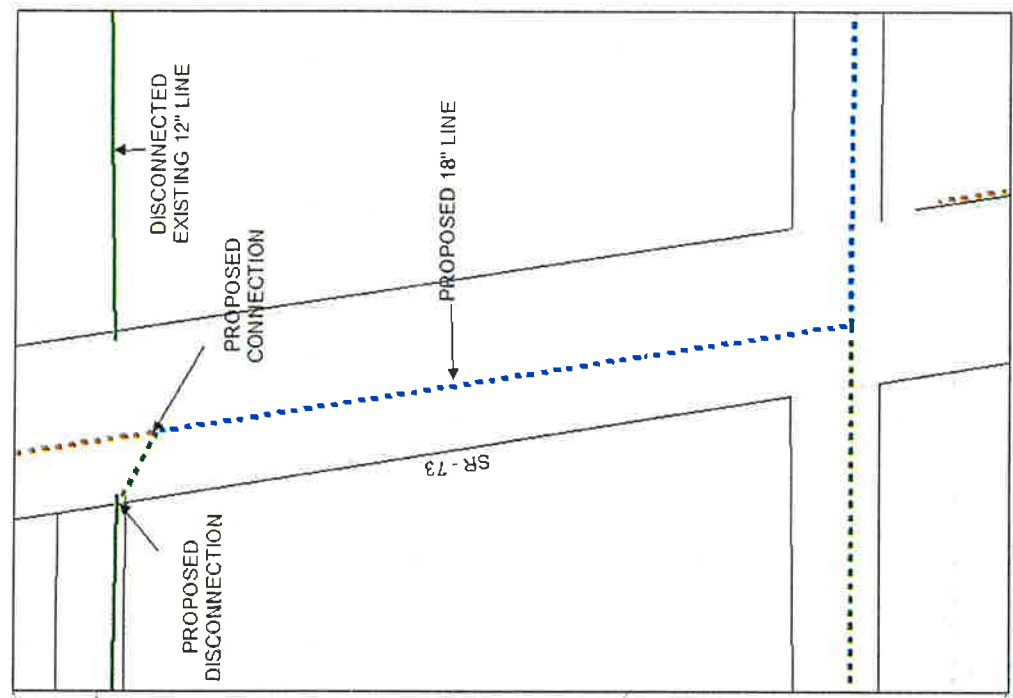 DISCONNECTED
EXISTING 12" LINE
PROPOSED
CONNECTION
PROPOSED 18" LINE
SR - 73
PROPOSED
DISCONNECTION